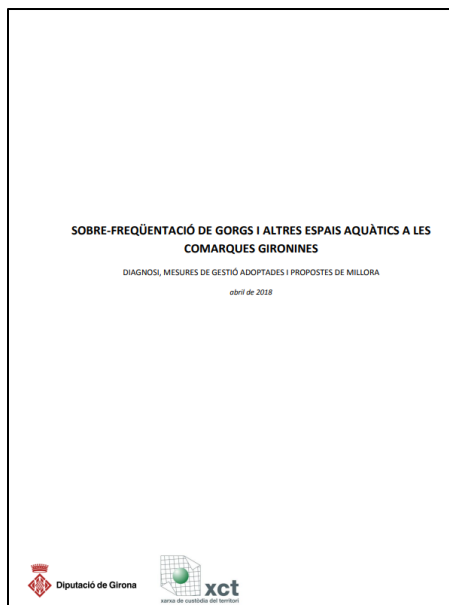 SOBRE-FREQÜENTACIÓ DE GORGS I ALTRES ESPAIS AQUÀTICS A LES
COMARQUES GIRONINES
DIAGNOSI, MESURES DE GESTIÓ ADOPTADES I PROPOSTES DE MILLORA
abril de 2018
Diputació de Girona
xct
xarxa de custòdia del territori